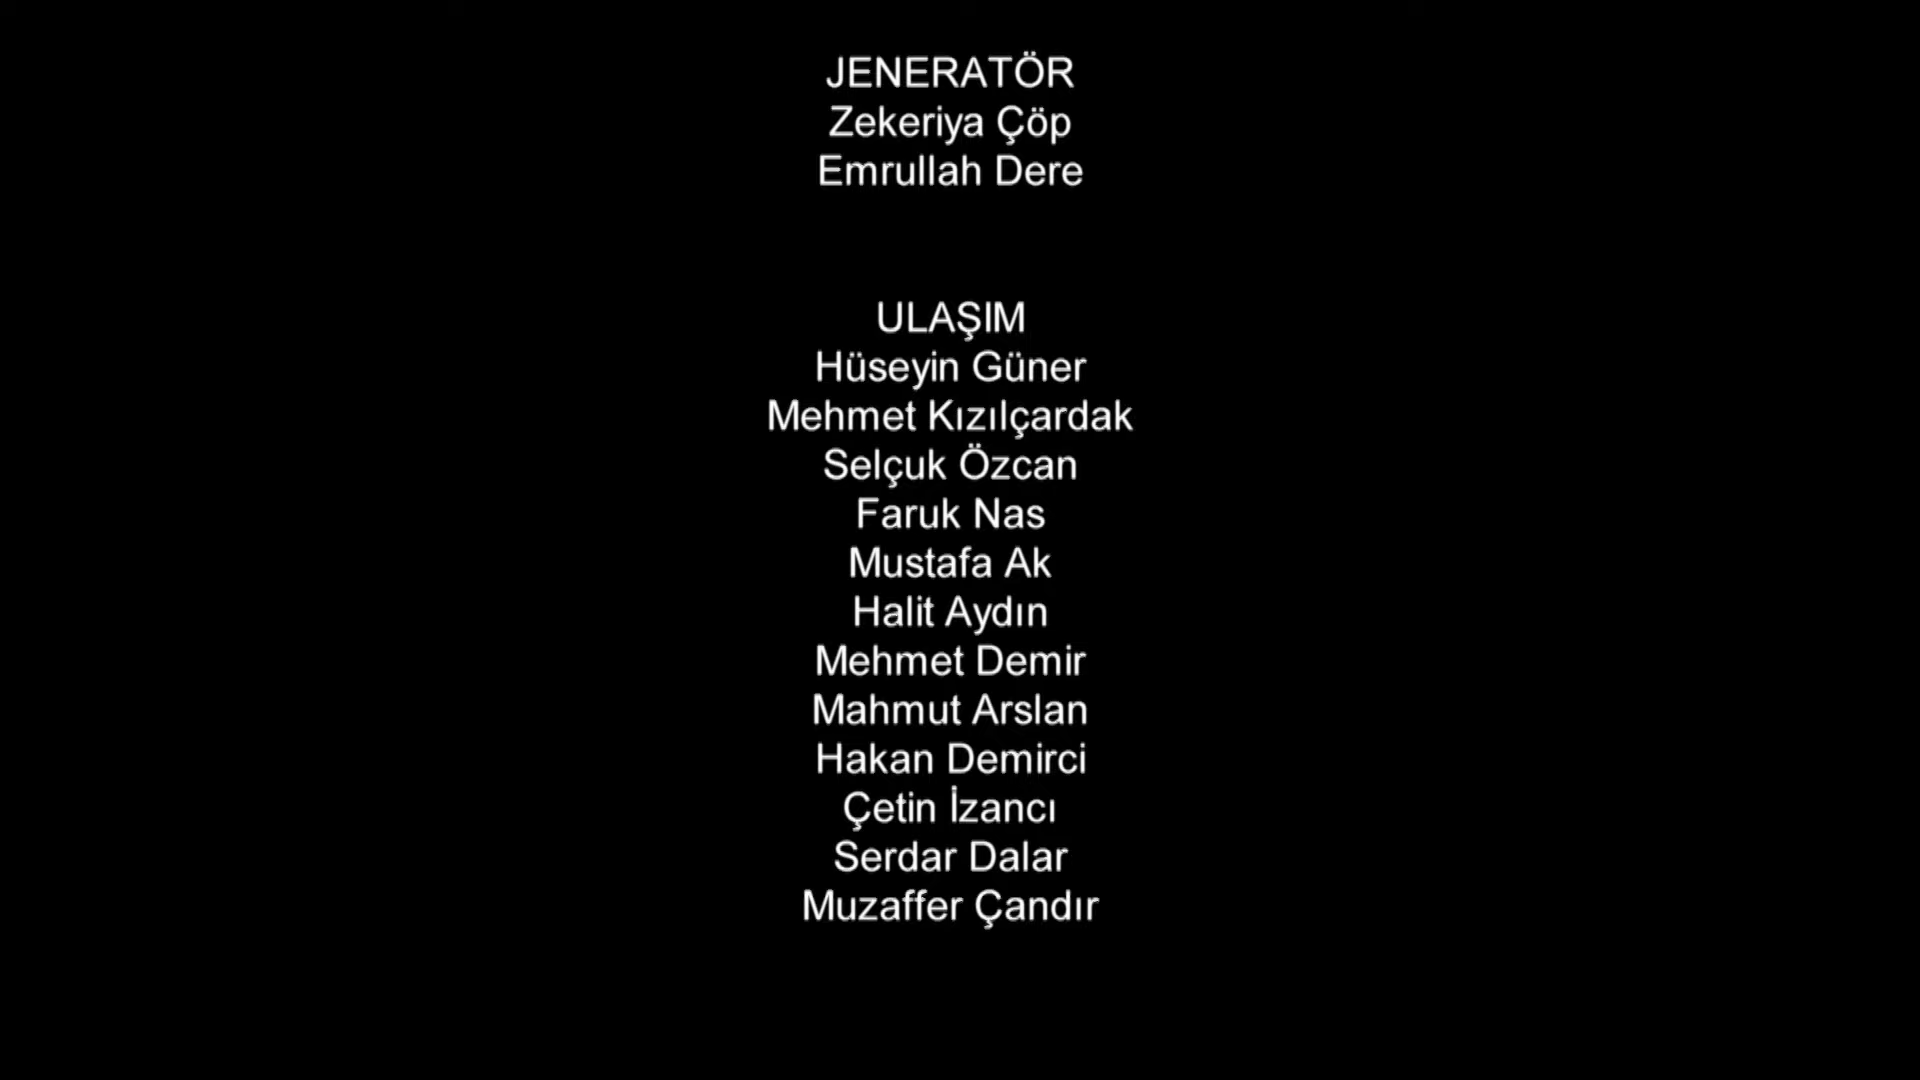 JENERATÖR
Zekeriya Çöp
Emrullah Dere
ULAŞIM
Hüseyin Güner
Mehmet Kızılçardak
Selçuk Özcan
Faruk Nas
Mustafa Ak
Halit Aydın
Mehmet Demir
Mahmut Arslan
Hakan Demirci
Çetin İzancı
Serdar Dalar
Muzaffer Çandır